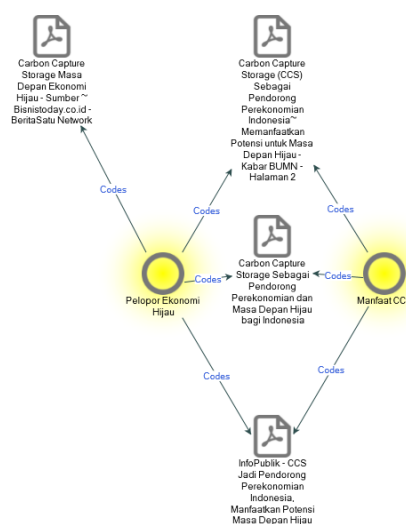 Carbon Capture
Storage Masa
Depan Ekonomi
Hijau - Sumber ~
Bisnistoday.co.id -
BeritaSatu Network
Carbon Capture
Storage (CCS)
Sebagai
Pendorong
Perekonomian
Indonesia~
Memanfaatkan
Potensi untuk Masa
Depan Hijau -
Kabar BUMN -
Halaman 2
Codes
Codes
Codes
Carbon Capture
Storage Sebagai
Pendorong
Perekonomian dan
Masa Depan Hijau
bagi Indonesia
Codes
Codes
Pelopor Ekonomi
Hijau
Manfaat CC
Codes
Codes
InfoPublik - CCS
Jadi Pendorong
Perekonomian
Indonesia,
Manfaatkan Potensi
Masa Depan Hijau